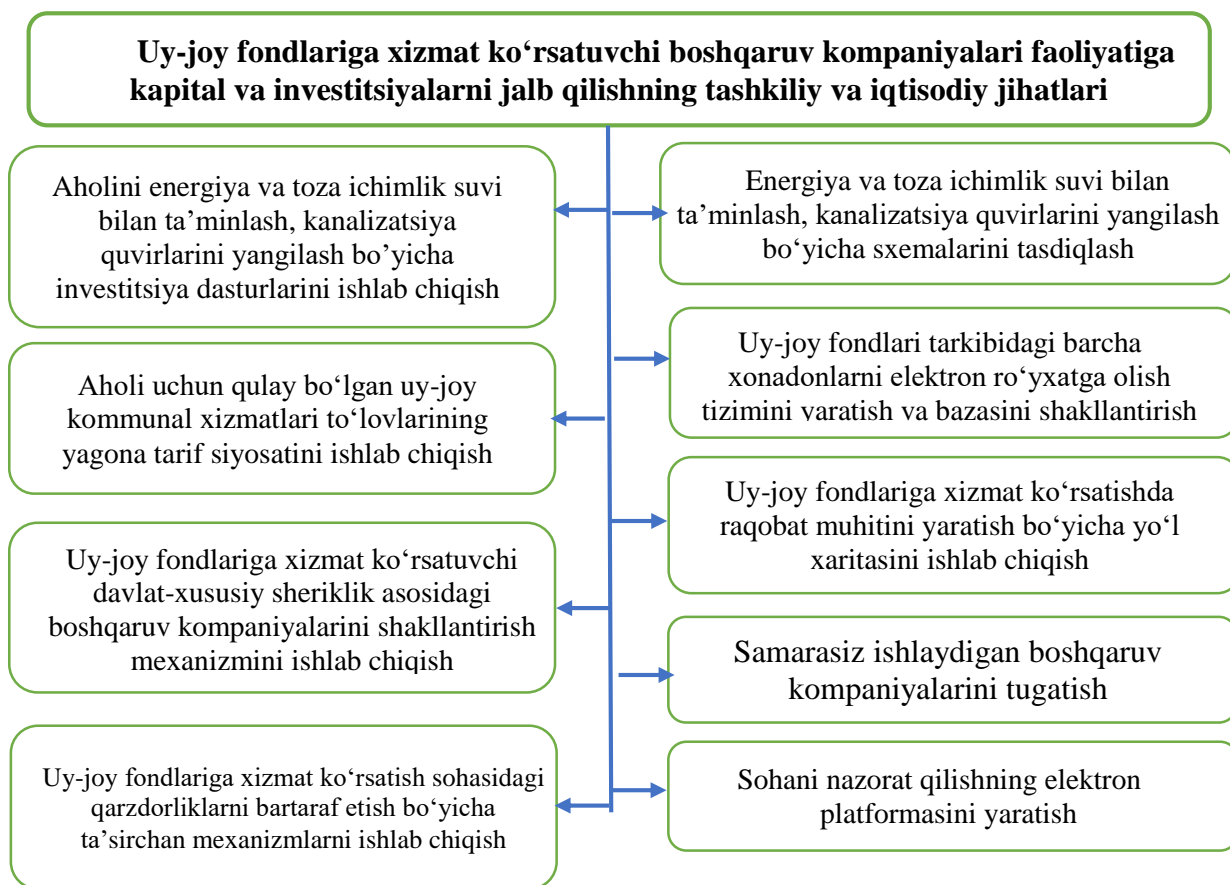 Uy-joy fondlariga xizmat ko‘rsatuvchi boshqaruv kompaniyalari faoliyatiga
kapital va investitsiyalarni jalb qilishning tashkiliy va iqtisodiy jihatlari
Aholini energiya va toza ichimlik suvi
bilan ta’minlash, kanalizatsiya
quvirlarini yangilash bo’yicha
investitsiya dasturlarini ishlab chiqish
Energiya va toza ichimlik suvi bilan
ta’minlash, kanalizatsiya quvirlarini yangilash
bo‘yicha sxemalarini tasdiqlash
Aholi uchun qulay bo‘lgan uy-joy
kommunal xizmatlari to‘lovlarining
yagona tarif siyosatini ishlab chiqish
Uy-joy fondlari tarkibidagi barcha
xonadonlarni elektron ro‘yxatga olish
tizimini yaratish va bazasini shakllantirish
Uy-joy fondlariga xizmat ko‘rsatuvchi
davlat-xususiy sheriklik asosidagi
boshqaruv kompaniyalarini shakllantirish
mexanizmini ishlab chiqish
Uy-joy fondlariga xizmat ko‘rsatishda
raqobat muhitini yaratish bo‘yicha yo‘l
xaritasini ishlab chiqish
Samarasiz ishlaydigan boshqaruv
kompaniyalarini tugatish
Uy-joy fondlariga xizmat ko‘rsatish sohasidagi
qarzdorliklarni bartaraf etish bo‘yicha
ta’sirchan mexanizmlarni ishlab chiqish
Sohani nazorat qilishning elektron
platformasini yaratish